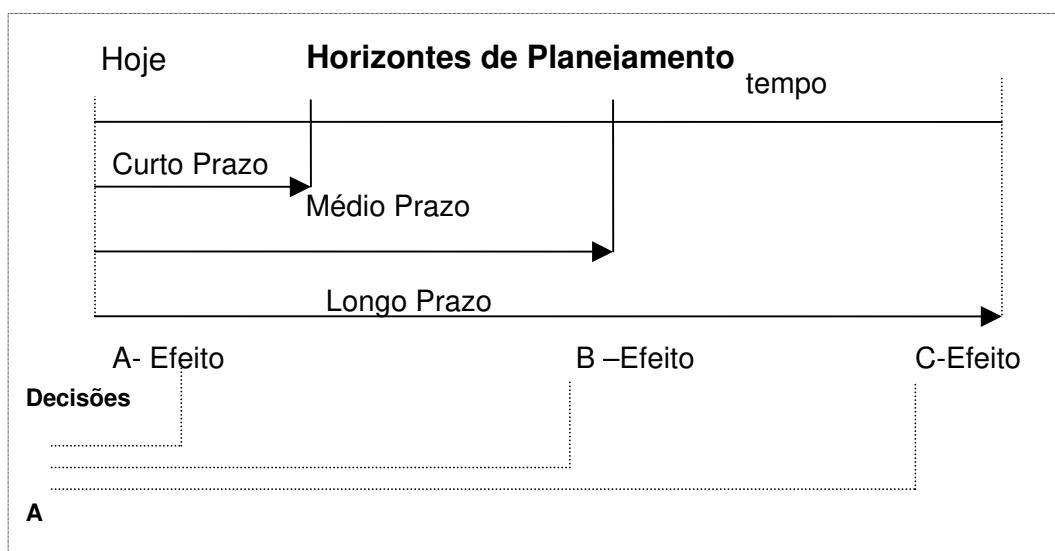 Hoje
Horizontes de Planejamento
tempo
Curto Prazo
Médio Prazo
Longo Prazo
A- Efeito
B –Efeito
C-Efeito
Decisões
A